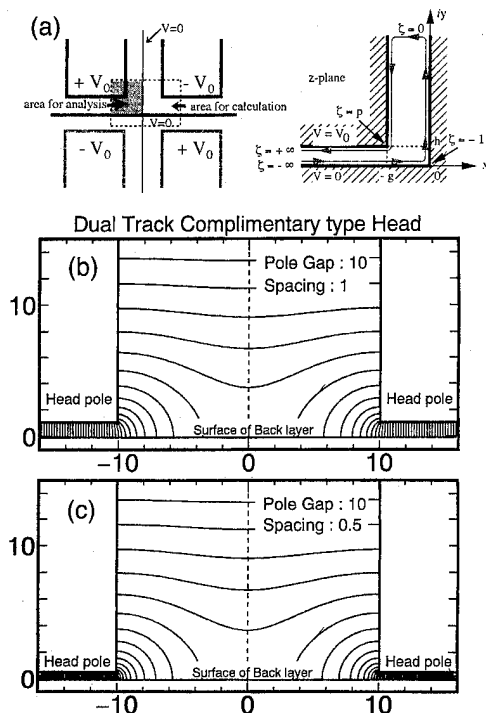 (a)
V=0
+ V₀
- V₀
area for analysis
area for calculation
V=0
- V₀
+ V₀
iy
ζ=0
z-plane
ζ = p
V = V₀
h
ζ = -1
ζ = +∞
ζ = -∞
V = 0
- g
0
x
Dual Track Complimentary type Head
(b)
Pole Gap : 10
Spacing : 1
10
Head pole
Head pole
0
Surface of Back layer
-10
0
10
(c)
Pole Gap : 10
Spacing : 0.5
10
Head pole
Head pole
0
Surface of Back layer
-10
0
10